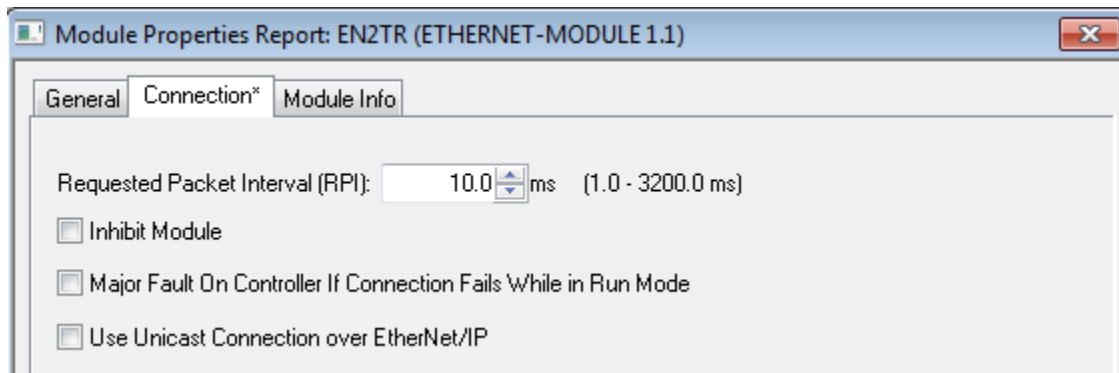 Module Properties Report: EN2TR (ETHERNET-MODULE 1.1)
General Connection* Module Info
Requested Packet Interval (RPI): 10.0 ms (1.0 - 3200.0 ms)
Inhibit Module
Major Fault On Controller If Connection Fails While in Run Mode
Use Unicast Connection over EtherNet/IP